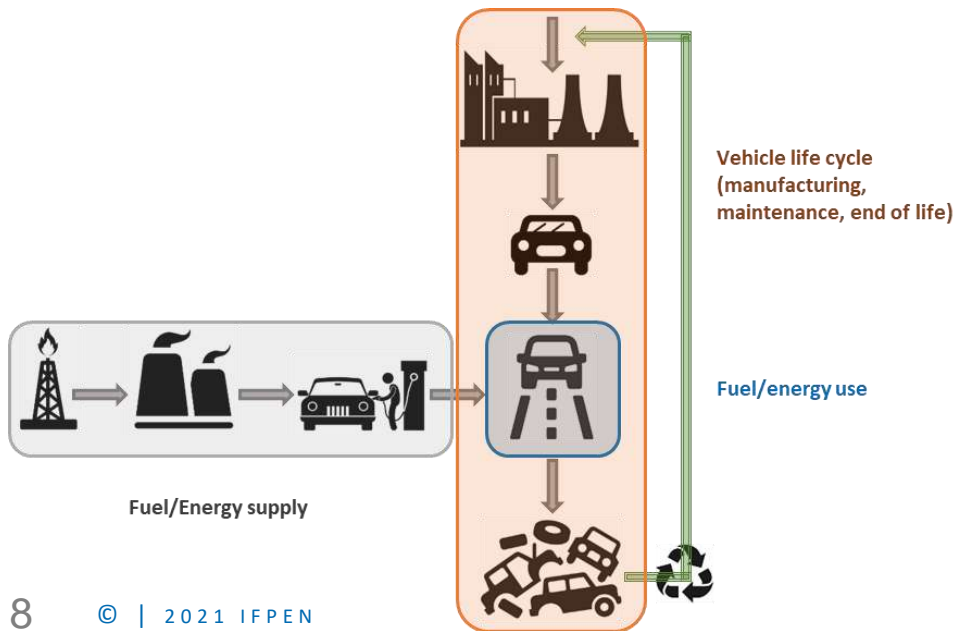 Vehicle life cycle
(manufacturing,
maintenance, end of life)
Fuel/energy use
Fuel/Energy supply
8 © | 2021 IFPEN